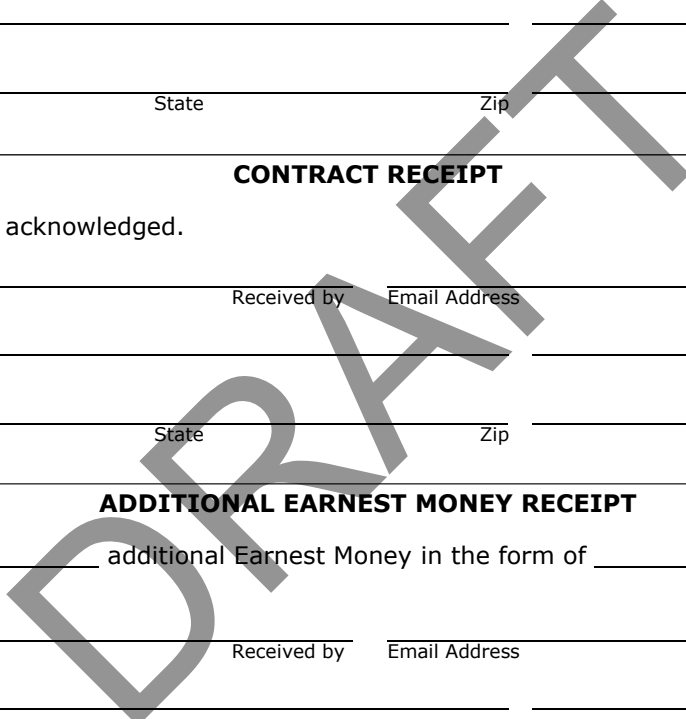 State Zip
CONTRACT RECEIPT
acknowledged.
Received by Email Address
State Zip
ADDITIONAL EARNEST MONEY RECEIPT
additional Earnest Money in the form of
Received by Email Address
DRAFT